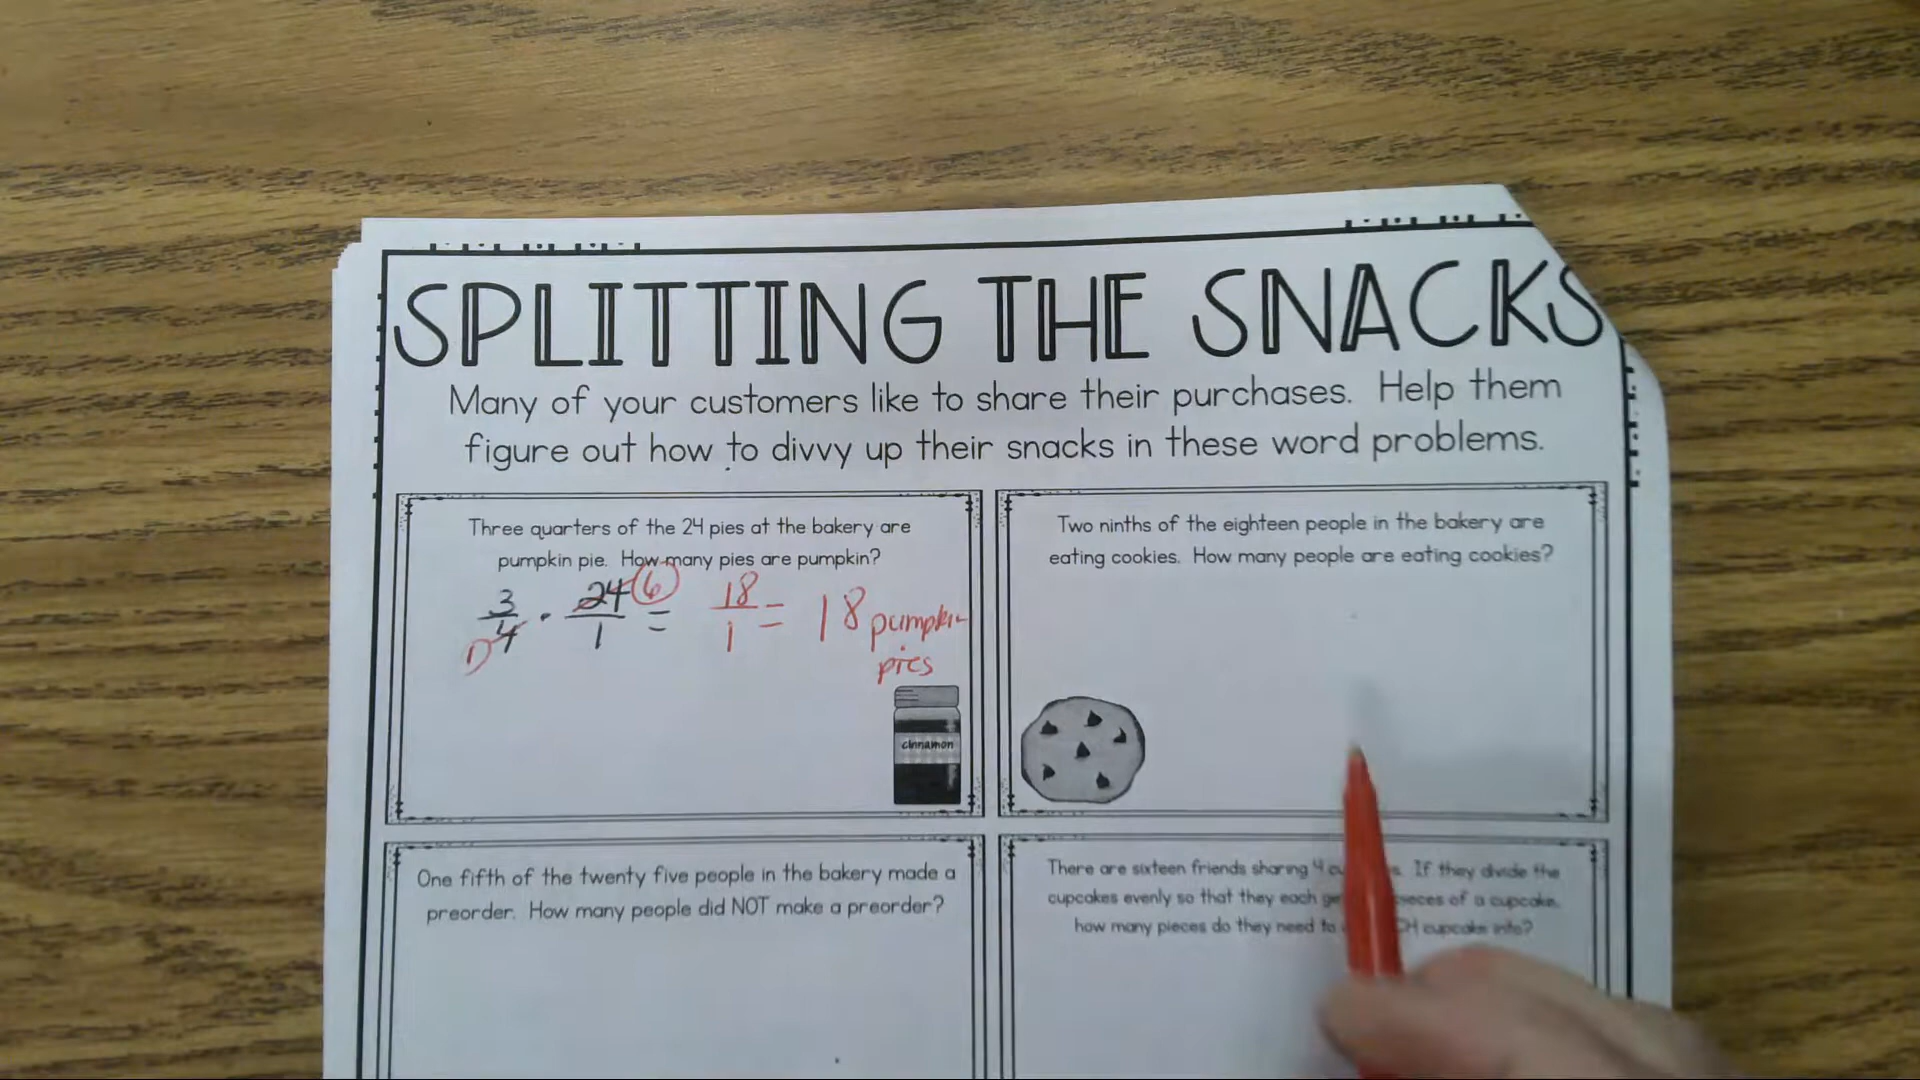 SPLITTING THE SNACKS
Many of your customers like to share their purchases. Help them
figure out how to divvy up their snacks in these word problems.
Three quarters of the 24 pies at the bakery are
pumpkin pie. How many pies are pumpkin?
3/4 · 24/1 = 18/1 = 18 pumpkin
6
1
pies
cinnamon
Two ninths of the eighteen people in the bakery are
eating cookies. How many people are eating cookies?
One fifth of the twenty five people in the bakery made a
preorder. How many people did NOT make a preorder?
There are sixteen friends sharing 4 If they divide the
cupcakes evenly so that they each pieces of a cupcake,
how many pieces do they need to cupcake into?